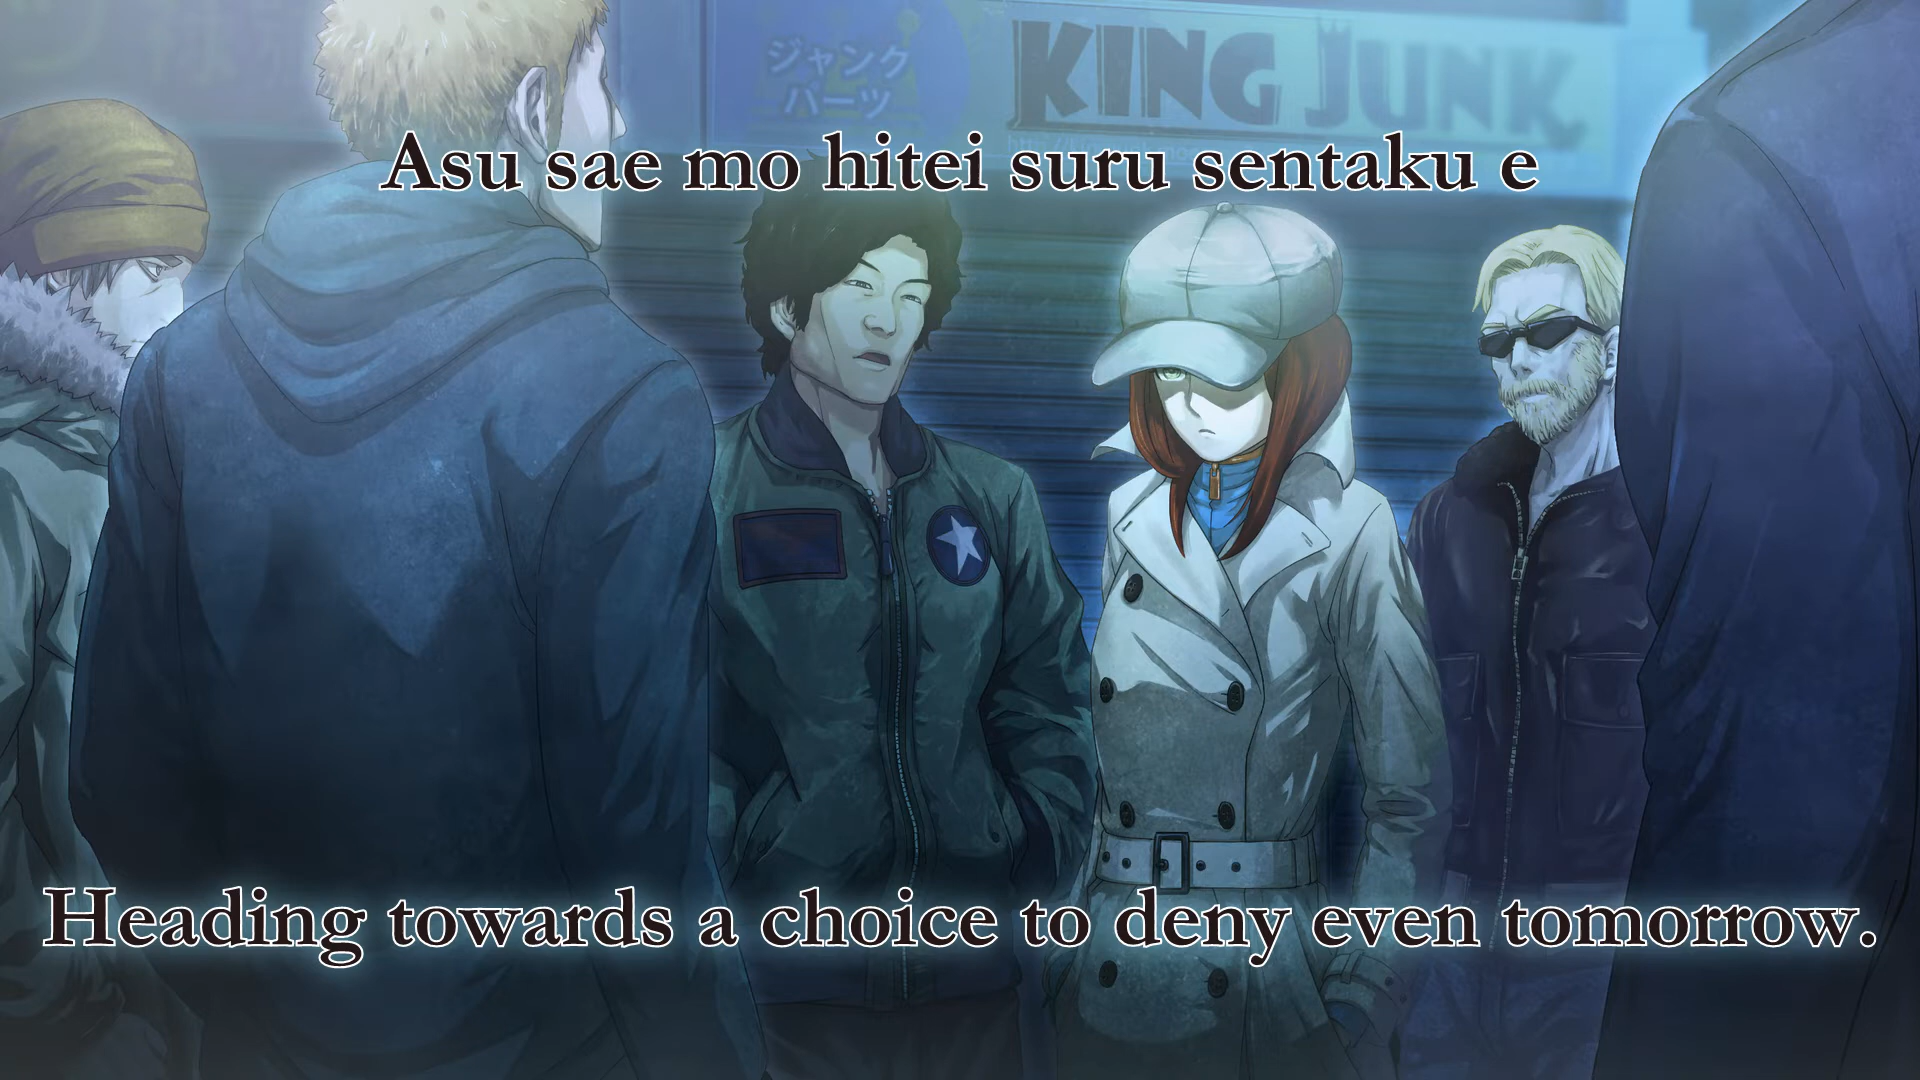 ジャンク
パーツ
KING JUNK
Asu sae mo hitei suru sentaku e
Heading towards a choice to deny even tomorrow.